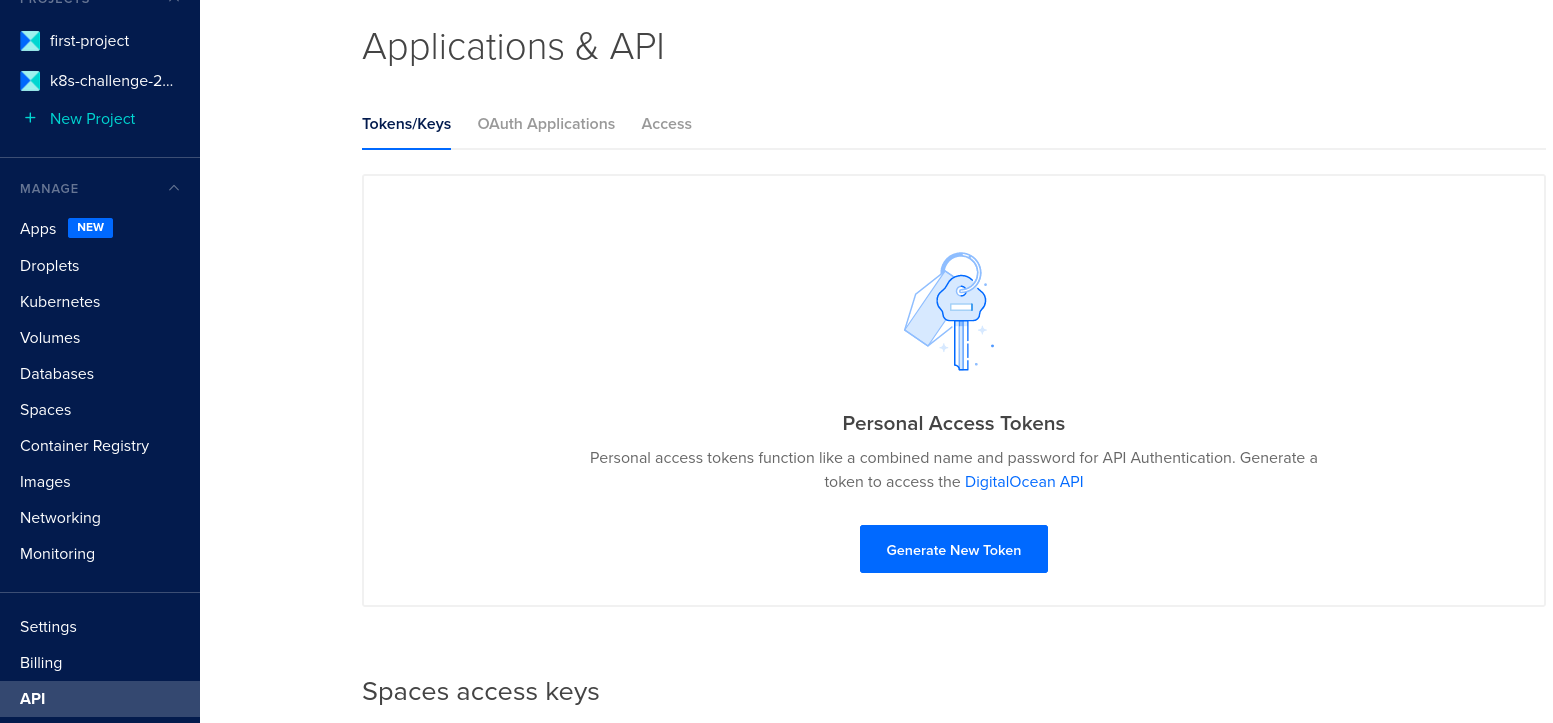 PROJECTS
first-project
k8s-challenge-2...
+ New Project
MANAGE
Apps NEW
Droplets
Kubernetes
Volumes
Databases
Spaces
Container Registry
Images
Networking
Monitoring
Settings
Billing
API
Applications & API
Tokens/Keys OAuth Applications Access
Personal Access Tokens
Personal access tokens function like a combined name and password for API Authentication. Generate a
token to access the DigitalOcean API
Generate New Token
Spaces access keys